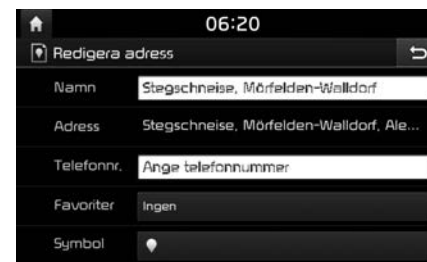 06:20
Redigera adress
Namn Stegschneise, Mörfelden-Walldorf
Adress Stegschneise, Mörfelden-Walldorf, Ale...
Telefonnr. Ange telefonnummer
Favoriter Ingen
Symbol